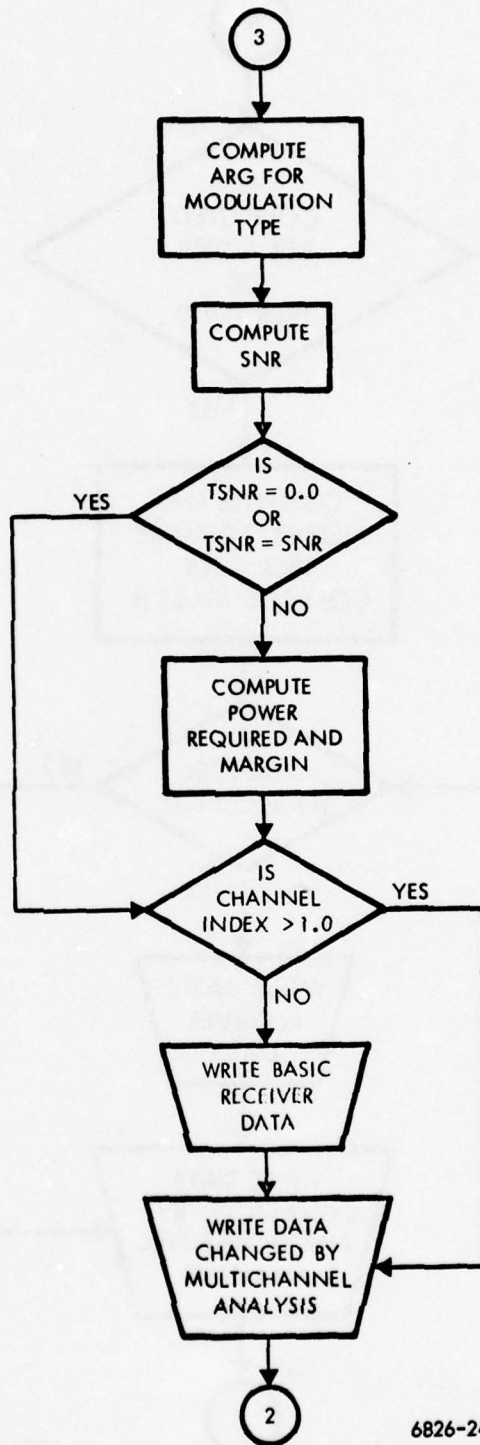 3
COMPUTE
ARG FOR
MODULATION
TYPE
COMPUTE
SNR
IS
TSNR = 0.0
OR
TSNR = SNR
YES
NO
COMPUTE
POWER
REQUIRED AND
MARGIN
IS
CHANNEL
INDEX >1.0
YES
NO
WRITE BASIC
RECEIVER
DATA
WRITE DATA
CHANGED BY
MULTICHANNEL
ANALYSIS
2
6826-24